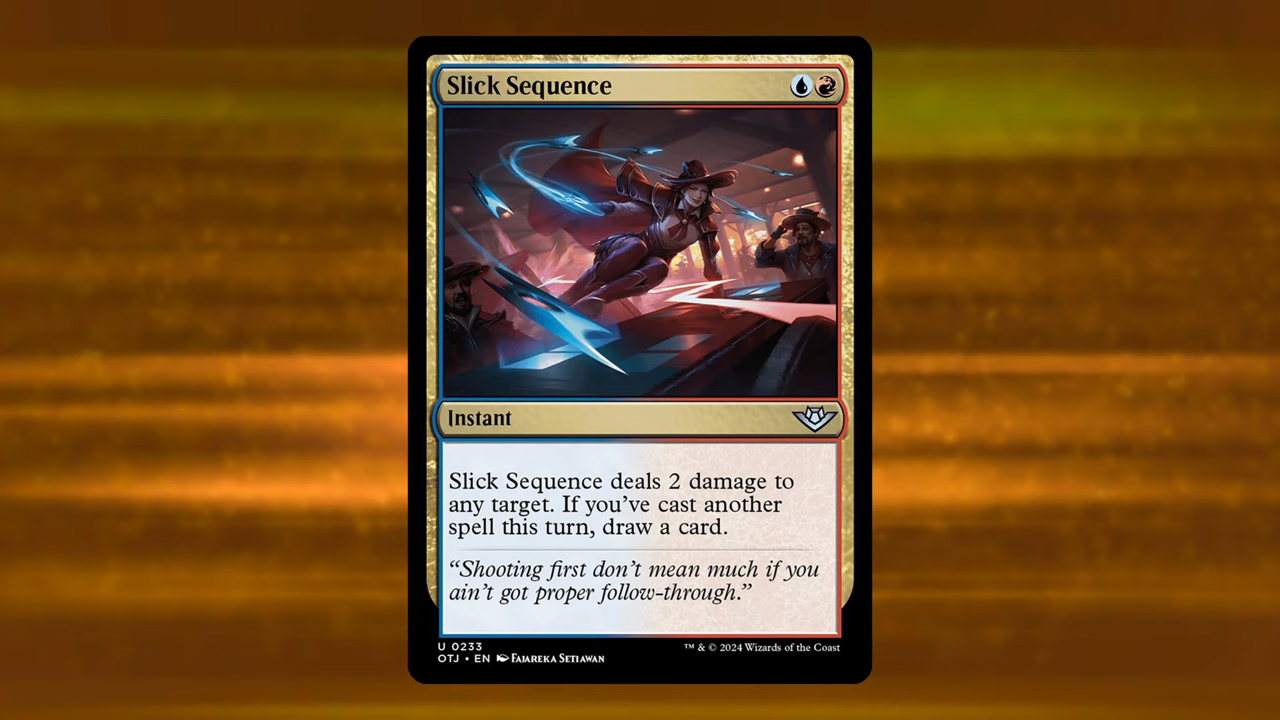 Slick Sequence
Instant
Slick Sequence deals 2 damage to
any target. If you’ve cast another
spell this turn, draw a card.
“Shooting first don’t mean much if you
ain’t got proper follow-through.”
U 0233
OTJ • EN Fajareka Setiawan
™ & © 2024 Wizards of the Coast